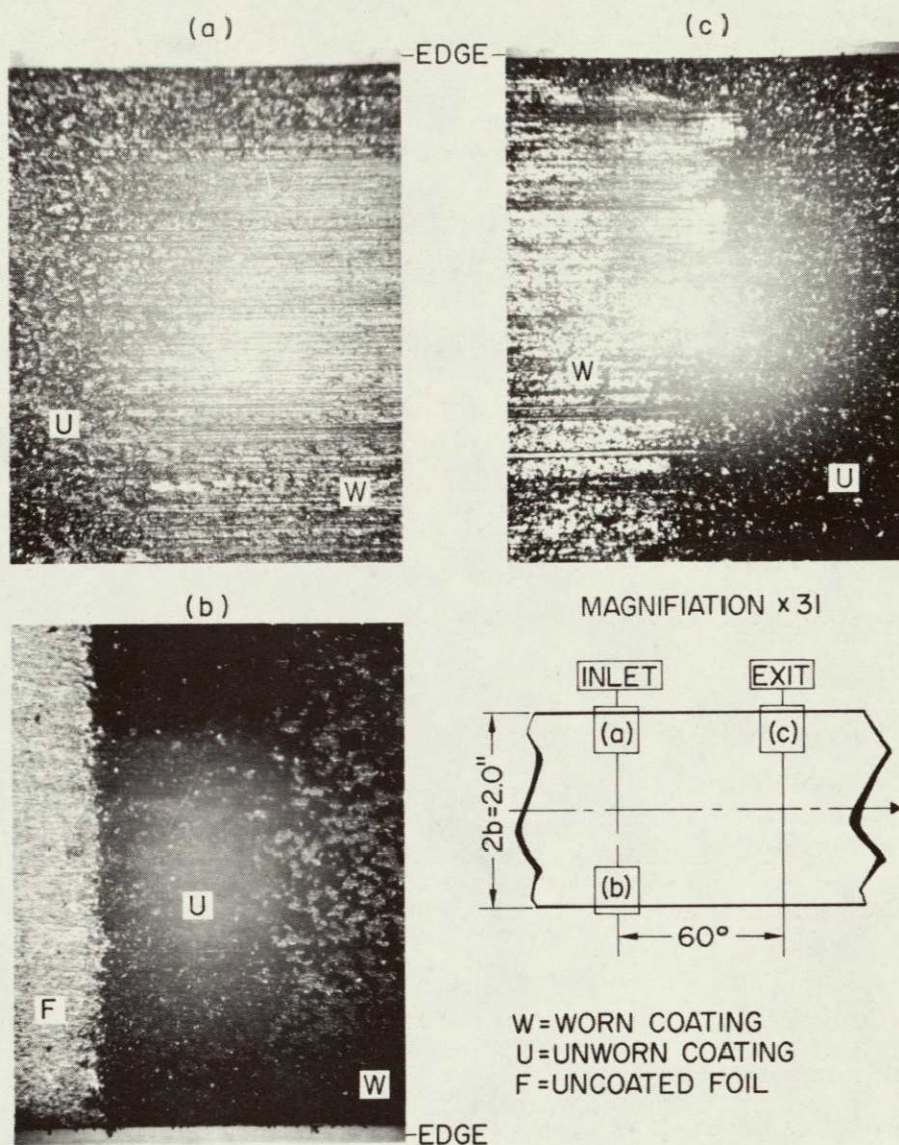 (a)
(c)
EDGE
U
W
W
U
(b)
MAGNIFIATION x 31
INLET
EXIT
(a)
(c)
2b=2.0"
(b)
60°
U
F
W
W=WORN COATING
U=UNWORN COATING
F=UNCOATED FOIL
EDGE